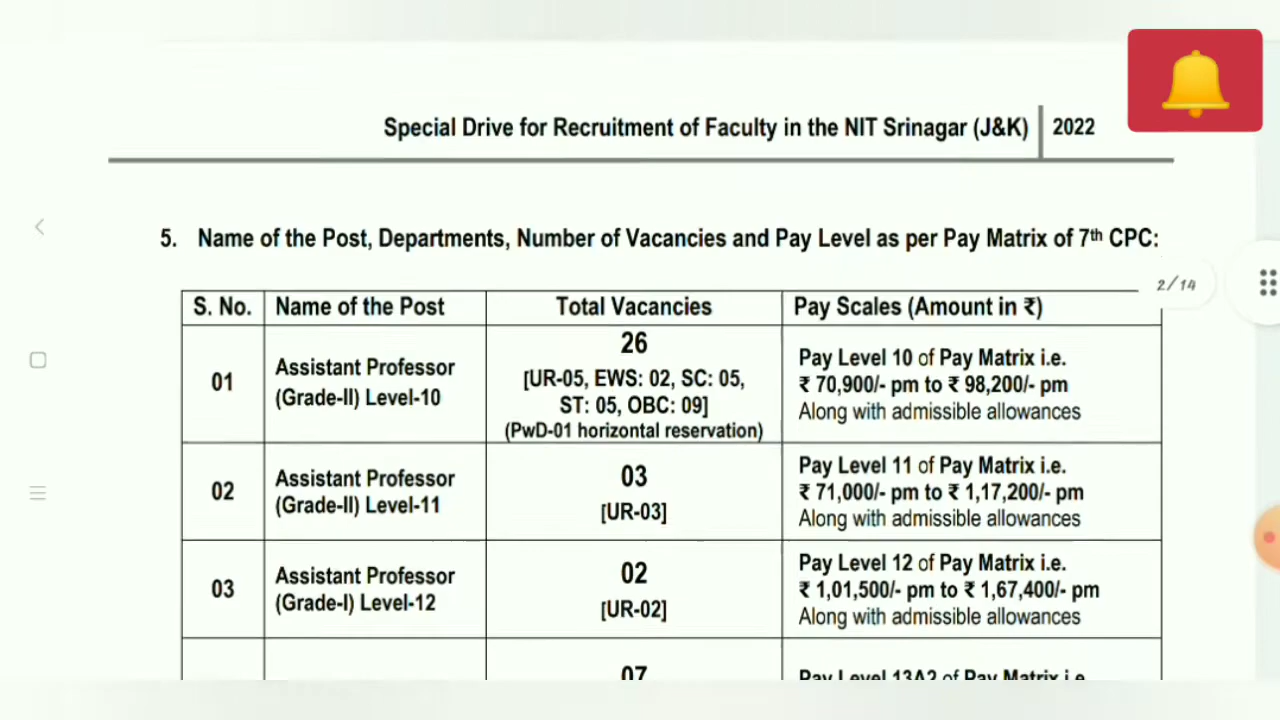 Special Drive for Recruitment of Faculty in the NIT Srinagar (J&K) 2022
5. Name of the Post, Departments, Number of Vacancies and Pay Level as per Pay Matrix of 7th CPC:
2/14
S. No. Name of the Post Total Vacancies Pay Scales (Amount in ₹)
01
Assistant Professor
(Grade-II) Level-10
26
[UR-05, EWS: 02, SC: 05,
ST: 05, OBC: 09]
(PwD-01 horizontal reservation)
Pay Level 10 of Pay Matrix i.e.
₹ 70,900/- pm to ₹ 98,200/- pm
Along with admissible allowances
02
Assistant Professor
(Grade-II) Level-11
03
[UR-03]
Pay Level 11 of Pay Matrix i.e.
₹ 71,000/- pm to ₹ 1,17,200/- pm
Along with admissible allowances
03
Assistant Professor
(Grade-I) Level-12
02
[UR-02]
Pay Level 12 of Pay Matrix i.e.
₹ 1,01,500/- pm to ₹ 1,67,400/- pm
Along with admissible allowances
07
Pay Level 13A2 of Pay Matrix i.e.